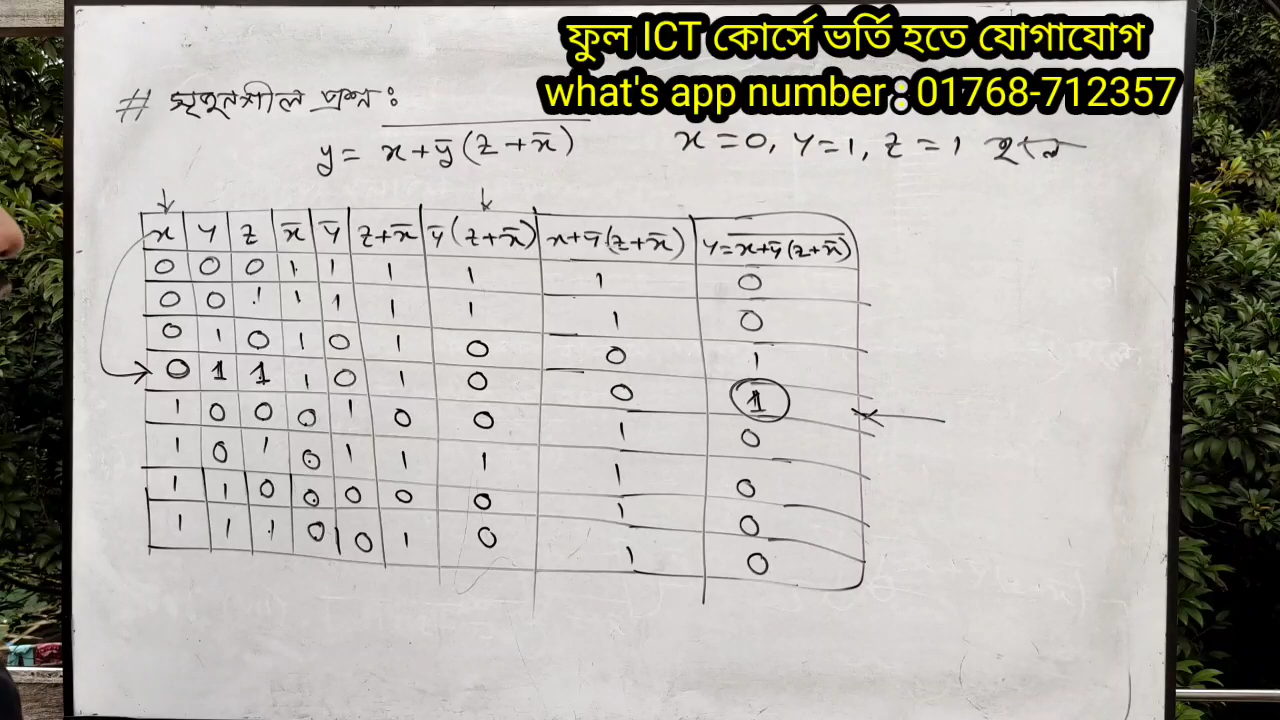 ফুল ICT কোর্সে ভর্তি হতে যোগাযোগ
what's app number : 01768-712357
# সৃজনশীল প্রশ্ন :
y = \overline{x+ȳ(z+x̄)} x=0, y=1, z=1 হলে
x y z x̄ ȳ z+x̄ ȳ(z+x̄) x+ȳ(z+x̄) y=\overline{x+ȳ(z+x̄)}
0 0 0 1 1 1 1 1 0
0 0 1 1 1 1 1 1 0
0 1 0 1 0 1 0 0 1
0 1 1 1 0 1 0 0 1
1 0 0 0 1 0 0 1 0
1 0 1 0 1 1 1 1 0
1 1 0 0 0 0 0 1 0
1 1 1 0 0 1 0 1 0